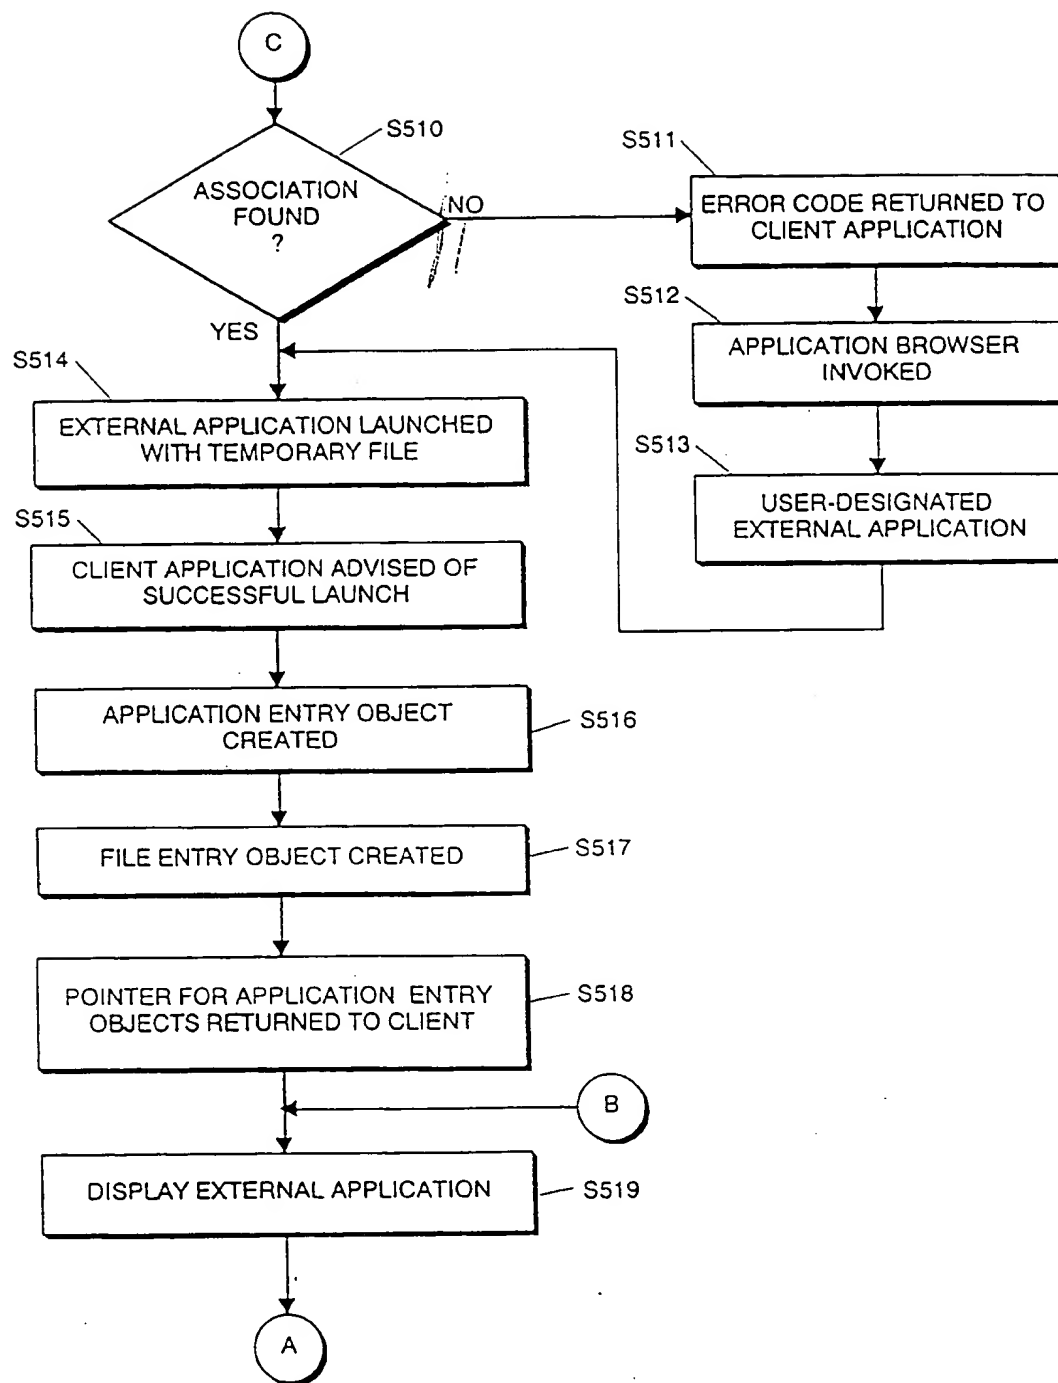 C
S510
ASSOCIATION
FOUND
?
NO
YES
S511
ERROR CODE RETURNED TO
CLIENT APPLICATION
S512
APPLICATION BROWSER
INVOKED
S513
USER-DESIGNATED
EXTERNAL APPLICATION
S514
EXTERNAL APPLICATION LAUNCHED
WITH TEMPORARY FILE
S515
CLIENT APPLICATION ADVISED OF
SUCCESSFUL LAUNCH
APPLICATION ENTRY OBJECT
CREATED
S516
FILE ENTRY OBJECT CREATED
S517
POINTER FOR APPLICATION ENTRY
OBJECTS RETURNED TO CLIENT
S518
B
DISPLAY EXTERNAL APPLICATION
S519
A